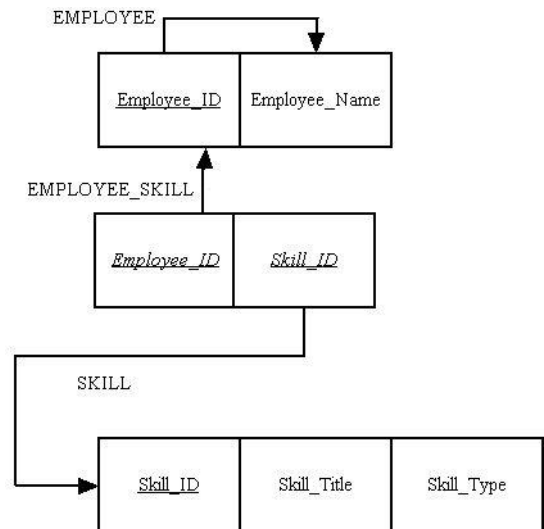 EMPLOYEE
Employee_ID Employee_Name
EMPLOYEE_SKILL
Employee_ID Skill_ID
SKILL
Skill_ID Skill_Title Skill_Type